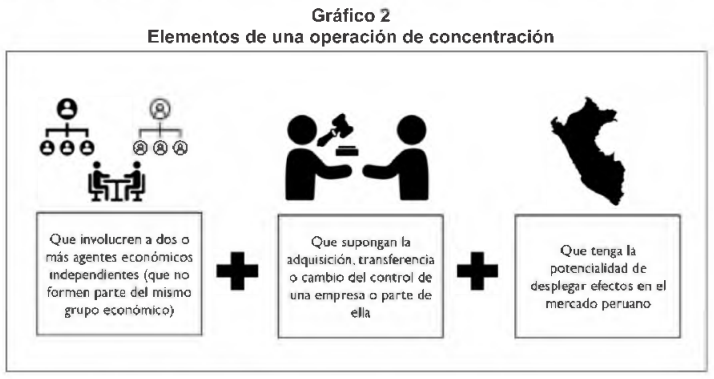 Gráfico 2
Elementos de una operación de concentración
Que involucren a dos o
más agentes económicos
independientes (que no
formen parte del mismo
grupo económico)
Que supongan la
adquisición, transferencia
o cambio del control de
una empresa o parte de
ella
Que tenga la
potencialidad de
desplegar efectos en el
mercado peruano